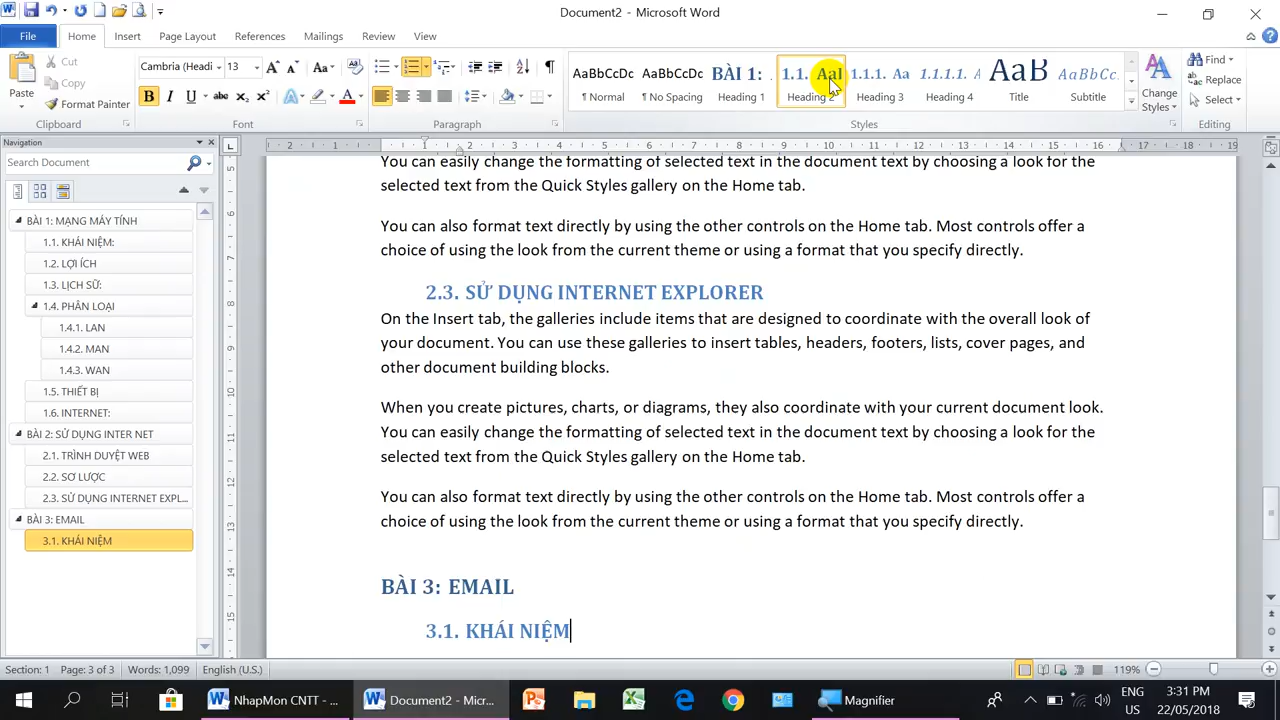 Document2 - Microsoft Word
File
Home
Insert
Page Layout
References
Mailings
Review
View
Paste
Cut
Copy
Format Painter
Clipboard
Cambria (Headi
13
Font
Paragraph
AaBbCcDc
¶ Normal
AaBbCcDc
¶ No Spacing
BÀI 1:
Heading 1
1.1. AaI
Heading 2
1.1.1. Aa
Heading 3
1.1.1.1. A
Heading 4
AaB
Title
AaBbCc.
Subtitle
Styles
Change
Styles
Find
Replace
Select
Editing
Navigation
Search Document
BÀI 1: MẠNG MÁY TÍNH
1.1. KHÁI NIỆM:
1.2. LỢI ÍCH
1.3. LỊCH SỮ:
1.4. PHÂN LOẠI
1.4.1. LAN
1.4.2. MAN
1.4.3. WAN
1.5. THIẾT BỊ
1.6. INTERNET:
BÀI 2: SỬ DỤNG INTER NET
2.1. TRÌNH DUYỆT WEB
2.2. SƠ LƯỢC
2.3. SỬ DỤNG INTERNET EXPL...
BÀI 3: EMAIL
3.1. KHÁI NIỆM
You can easily change the formatting of selected text in the document text by choosing a look for the
selected text from the Quick Styles gallery on the Home tab.
You can also format text directly by using the other controls on the Home tab. Most controls offer a
choice of using the look from the current theme or using a format that you specify directly.
2.3. SỬ DỤNG INTERNET EXPLORER
On the Insert tab, the galleries include items that are designed to coordinate with the overall look of
your document. You can use these galleries to insert tables, headers, footers, lists, cover pages, and
other document building blocks.
When you create pictures, charts, or diagrams, they also coordinate with your current document look.
You can easily change the formatting of selected text in the document text by choosing a look for the
selected text from the Quick Styles gallery on the Home tab.
You can also format text directly by using the other controls on the Home tab. Most controls offer a
choice of using the look from the current theme or using a format that you specify directly.
BÀI 3: EMAIL
3.1. KHÁI NIỆM
Section: 1
Page: 3 of 3
Words: 1,099
English (U.S.)
119%
NhapMon CNTT - ...
Document2 - Micr...
Magnifier
ENG
US
3:31 PM
22/05/2018